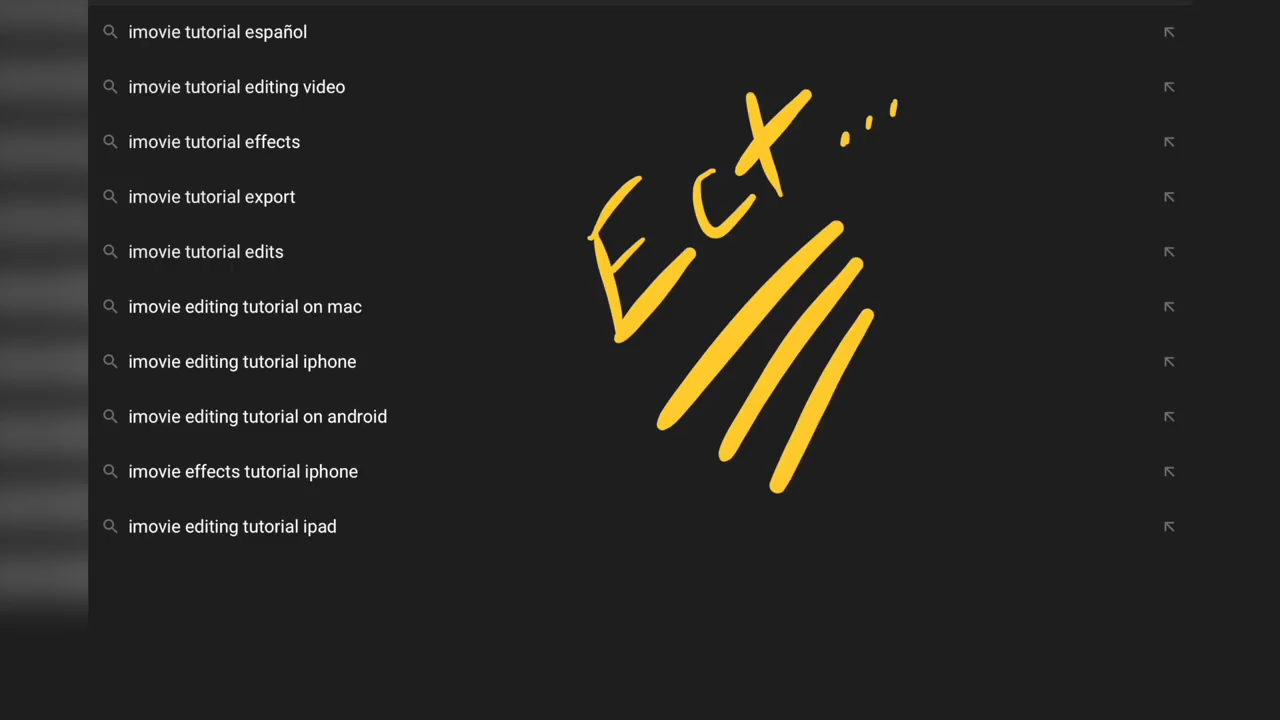 imovie tutorial español
imovie tutorial editing video
imovie tutorial effects
imovie tutorial export
imovie tutorial edits
imovie editing tutorial on mac
imovie editing tutorial iphone
imovie editing tutorial on android
imovie effects tutorial iphone
imovie editing tutorial ipad
Ecx...